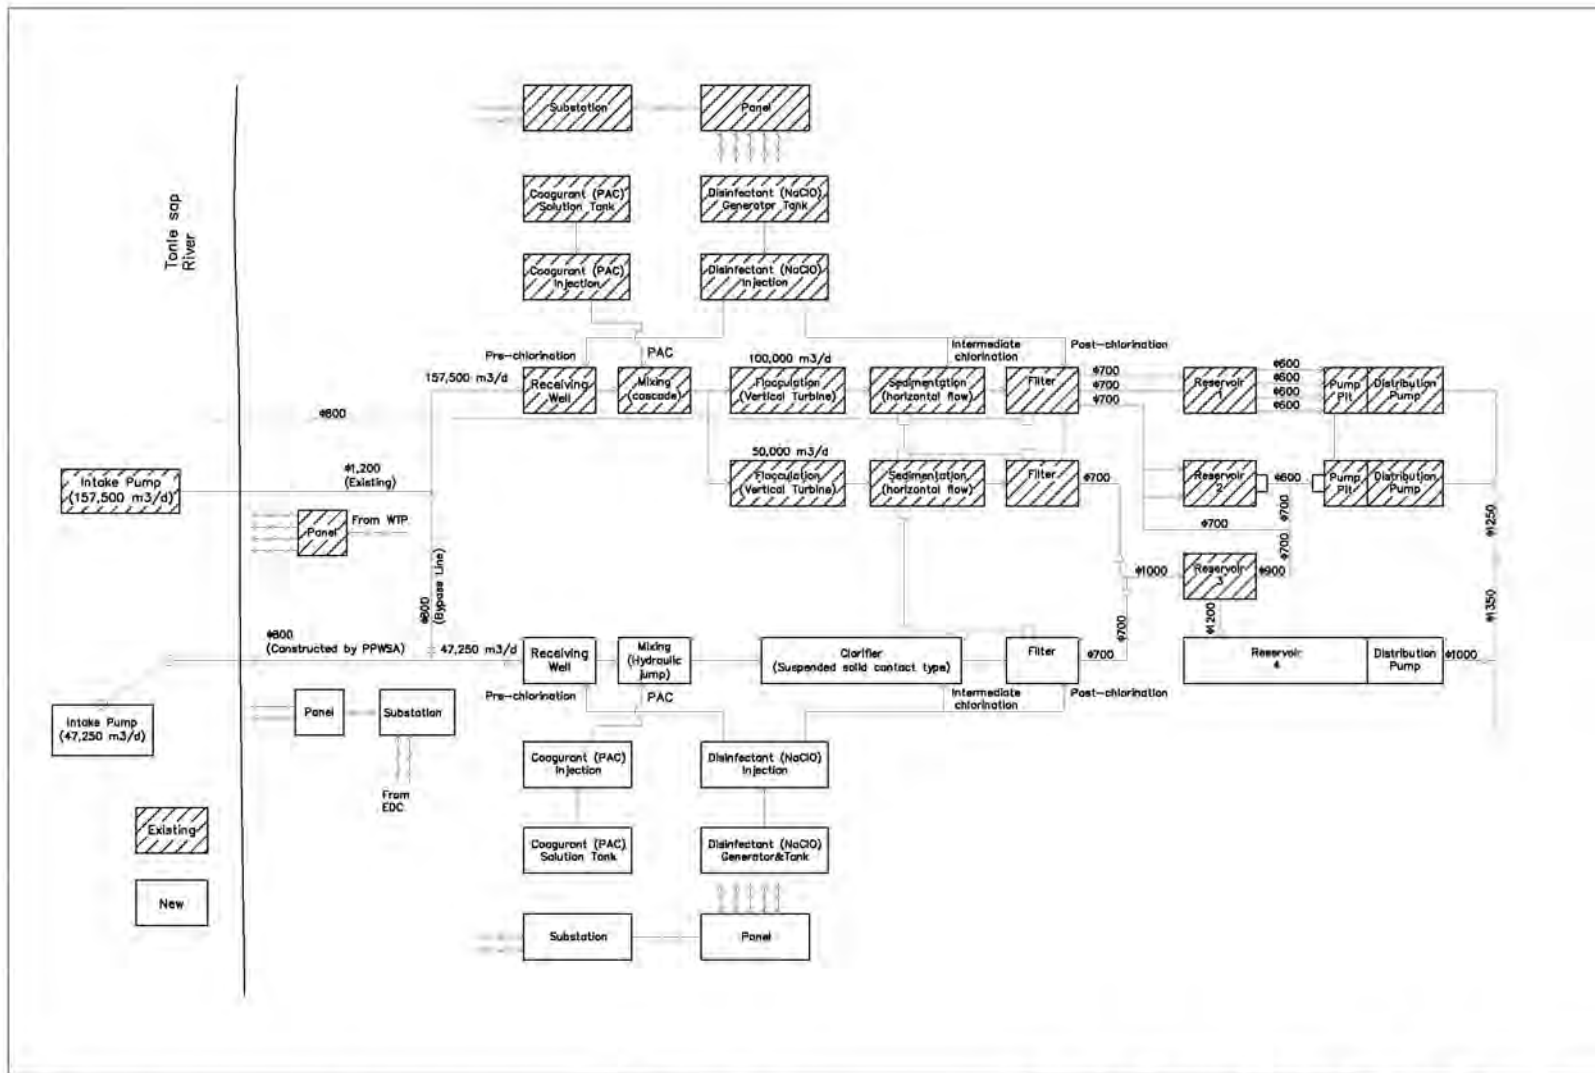 Substation
Panel
Tonle sap
River
Coagurant (PAC)
Solution Tank
Disinfectant (NaClO)
Generator Tank
Coagurant (PAC)
Injection
Disinfectant (NaClO)
Injection
Pre-chlorination
PAC
Intermediate
chlorination
Post-chlorination
157,500 m3/d
100,000 m3/d
Receiving
Well
Mixing
(cascade)
Flocculation
(Vertical Turbine)
Sedimentation
(horizontal flow)
Filter
φ700
φ700
φ700
Reservoir
1
φ600
φ600
φ600
φ600
Pump
Pit
Distribution
Pump
φ800
50,000 m3/d
Intake Pump
(157,500 m3/d)
φ1,200
(Existing)
Flocculation
(Vertical Turbine)
Sedimentation
(horizontal flow)
Filter
φ700
Reservoir
2
φ600
Pump
Pit
Distribution
Pump
Panel
From WTP
φ700
φ700
φ1250
φ800
(Bypass Line)
φ1000
Reservoir
3
φ900
φ700
φ1200
φ1350
φ800
(Constructed by PPWSA)
47,250 m3/d
Receiving
Well
Mixing
(Hydraulic
jump)
Clarifier
(Suspended solid contact type)
Filter
φ700
φ700
Reservoir
4
Distribution
Pump
φ1000
Pre-chlorination
PAC
Intermediate
chlorination
Post-chlorination
Intake Pump
(47,250 m3/d)
Panel
Substation
From
EDC
Coagurant (PAC)
Injection
Disinfectant (NaClO)
Injection
Existing
Coagurant (PAC)
Solution Tank
Disinfectant (NaClO)
Generator&Tank
New
Substation
Panel